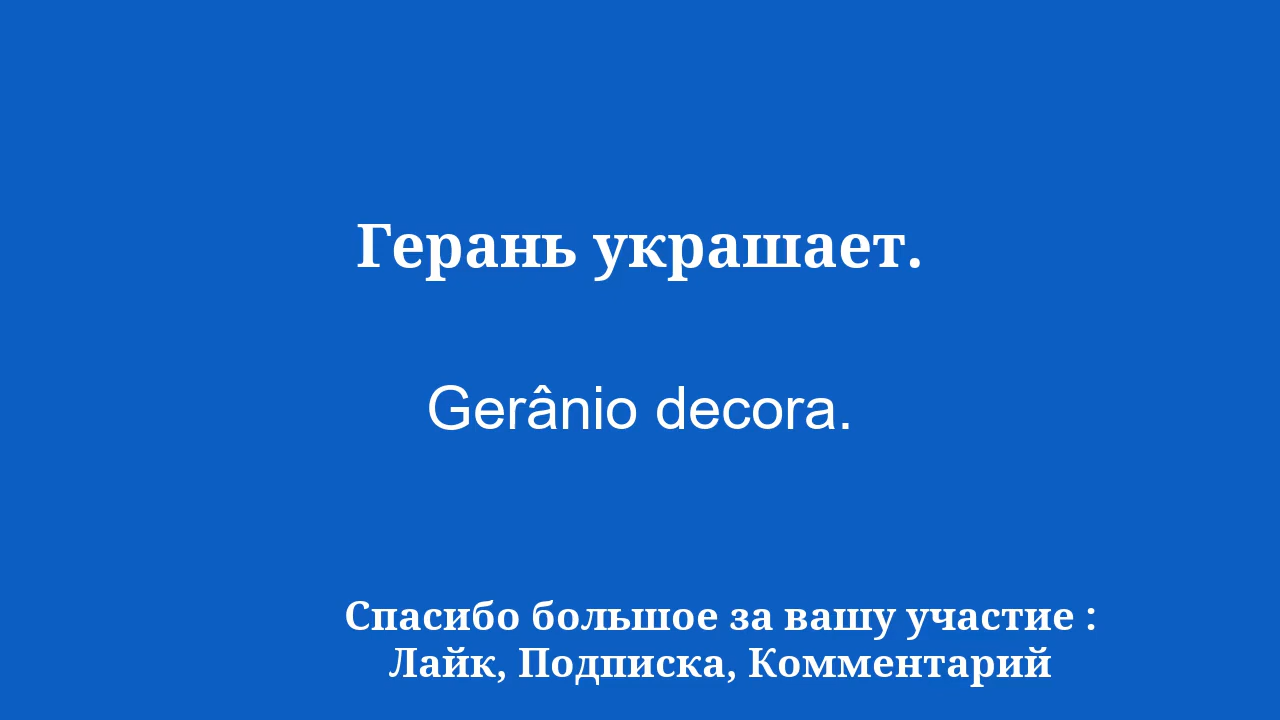 Герань украшает.
Gerânio decora.
Спасибо большое за вашу участие :
Лайк, Подписка, Комментарий